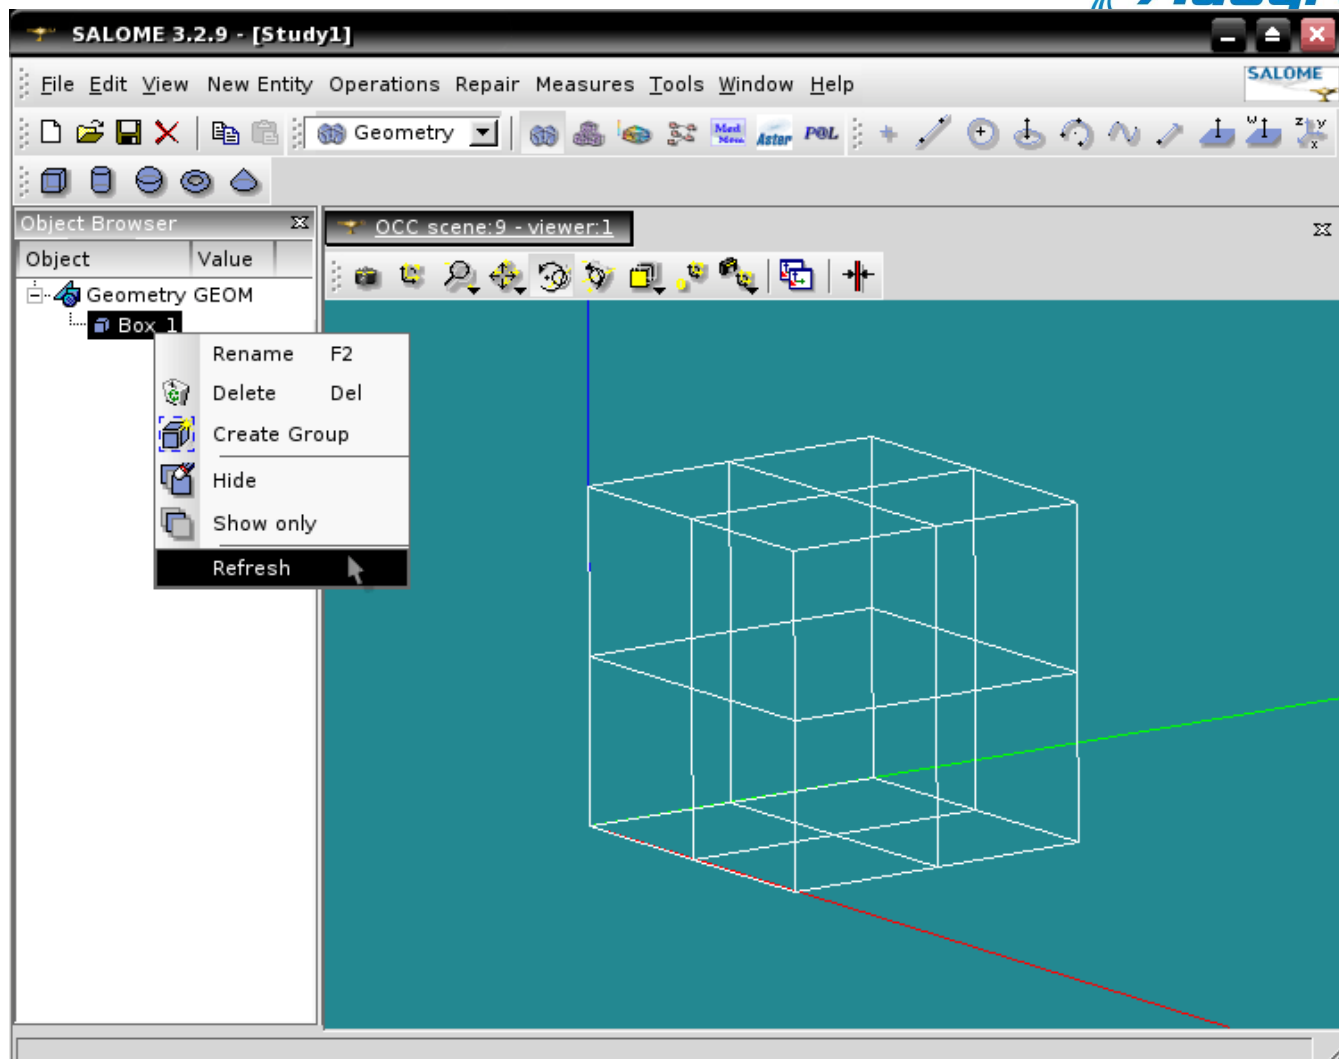 SALOME 3.2.9 - [Study1]
File Edit View New Entity Operations Repair Measures Tools Window Help
SALOME
Geometry
Med
Aster
POL
W
z y
x
Object Browser
OCC scene:9 - viewer:1
Object Value
Geometry GEOM
Box_1
Rename F2
Delete Del
Create Group
Hide
Show only
Refresh